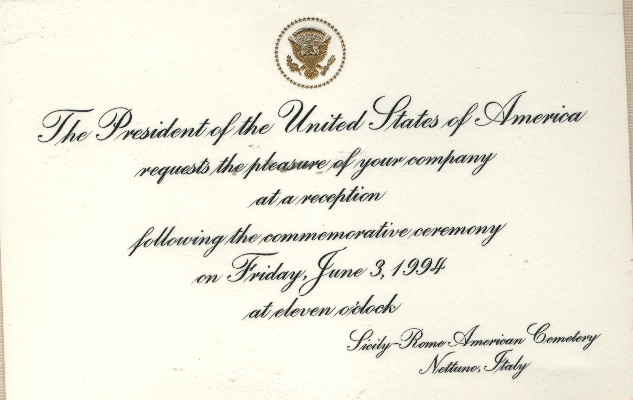 The President of the United States of America
requests the pleasure of your company
at a reception
following the commemorative ceremony
on Friday, June 3, 1994
at eleven o'clock
Sicily-Rome American Cemetery
Nettuno, Italy